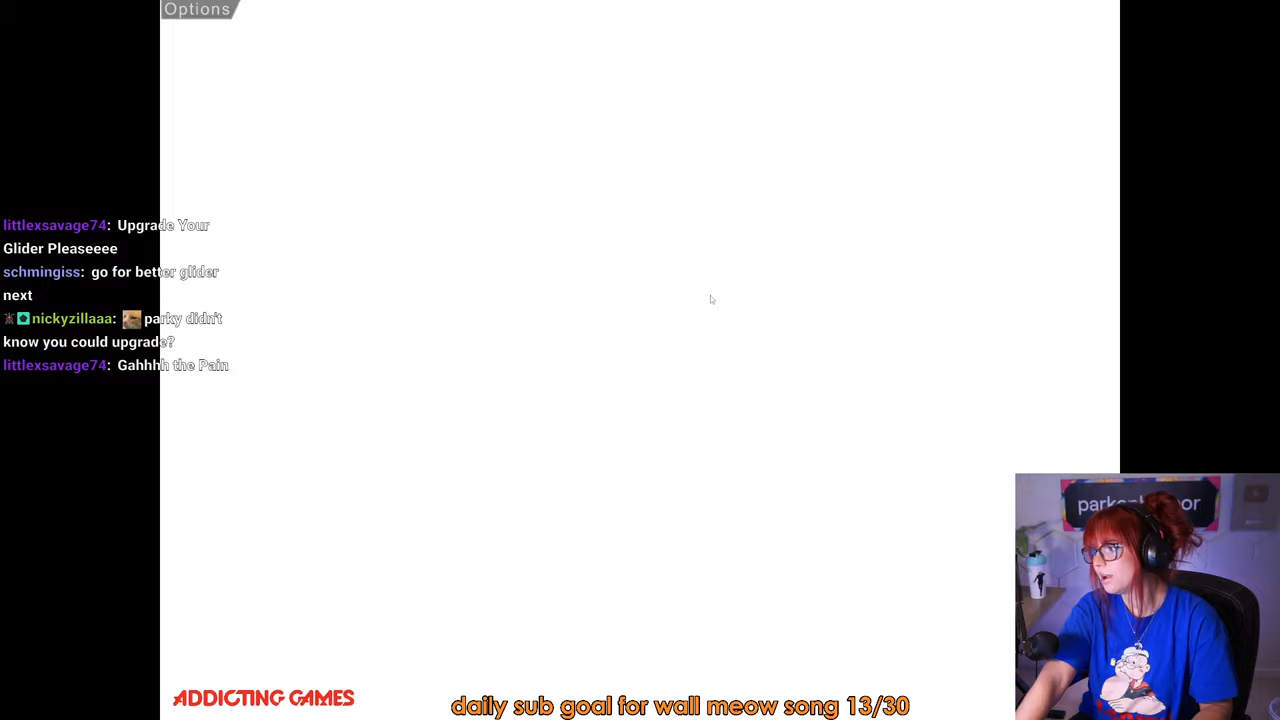 Options
littlexsavage74: Upgrade Your
Glider Pleaseeee
schmingiss: go for better glider
next
nickyzillaaa: parky didn't
know you could upgrade?
littlexsavage74: Gahhhh the Pain
ADDICTING GAMES
daily sub goal for wall meow song 13/30